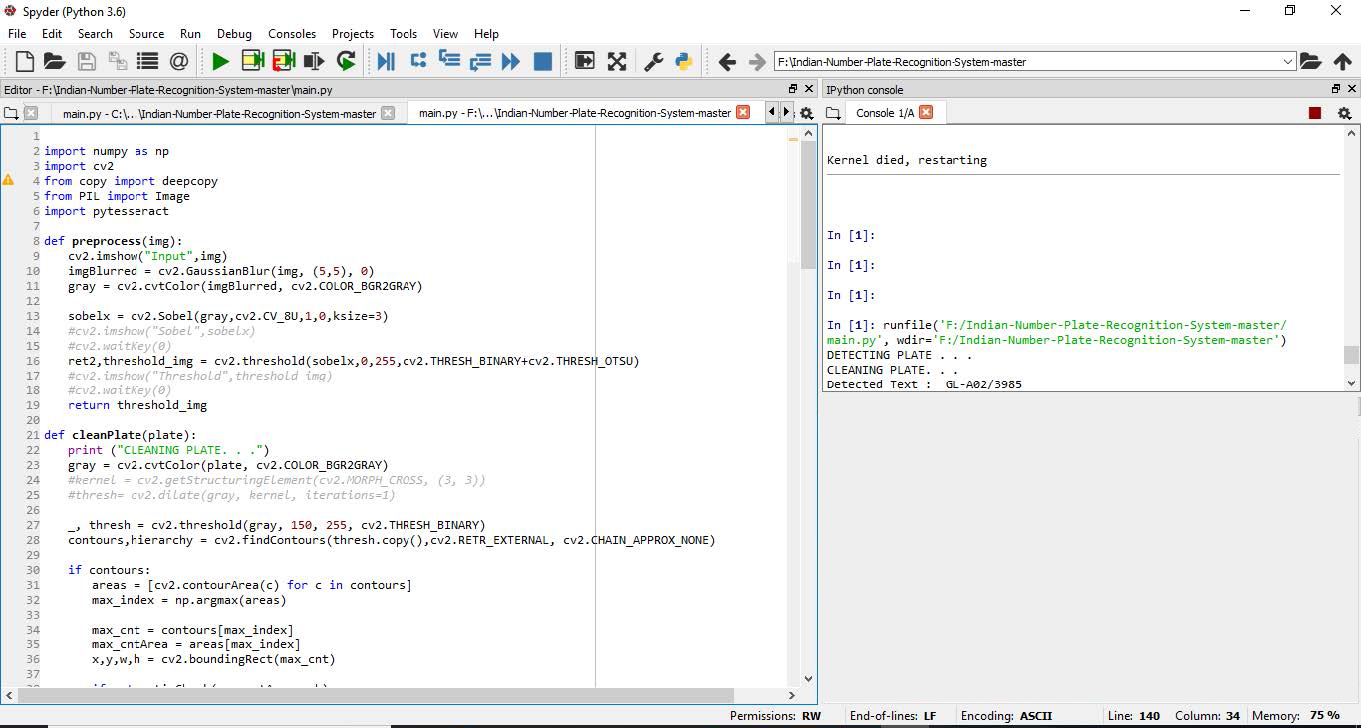 Spyder (Python 3.6)
File Edit Search Source Run Debug Consoles Projects Tools View Help
F:\Indian-Number-Plate-Recognition-System-master
Editor - F:\Indian-Number-Plate-Recognition-System-master\main.py
main.py - C:\...\Indian-Number-Plate-Recognition-System-master main.py - F:\...\Indian-Number-Plate-Recognition-System-master
1
2 import numpy as np
3 import cv2
4 from copy import deepcopy
5 from PIL import Image
6 import pytesseract
7
8 def preprocess(img):
9 cv2.imshow("Input",img)
10 imgBlurred = cv2.GaussianBlur(img, (5,5), 0)
11 gray = cv2.cvtColor(imgBlurred, cv2.COLOR_BGR2GRAY)
12
13 sobelx = cv2.Sobel(gray,cv2.CV_8U,1,0,ksize=3)
14 #cv2.imshow("Sobel",sobelx)
15 #cv2.waitKey(0)
16 ret2,threshold_img = cv2.threshold(sobelx,0,255,cv2.THRESH_BINARY+cv2.THRESH_OTSU)
17 #cv2.imshow("Threshold",threshold_img)
18 #cv2.waitKey(0)
19 return threshold_img
20
21 def cleanPlate(plate):
22 print ("CLEANING PLATE. . .")
23 gray = cv2.cvtColor(plate, cv2.COLOR_BGR2GRAY)
24 #kernel = cv2.getStructuringElement(cv2.MORPH_CROSS, (3, 3))
25 #thresh= cv2.dilate(gray, kernel, iterations=1)
26
27 _, thresh = cv2.threshold(gray, 150, 255, cv2.THRESH_BINARY)
28 contours,hierarchy = cv2.findContours(thresh.copy(),cv2.RETR_EXTERNAL, cv2.CHAIN_APPROX_NONE)
29
30 if contours:
31 areas = [cv2.contourArea(c) for c in contours]
32 max_index = np.argmax(areas)
33
34 max_cnt = contours[max_index]
35 max_cntArea = areas[max_index]
36 x,y,w,h = cv2.boundingRect(max_cnt)
37
IPython console
Console 1/A
Kernel died, restarting
In [1]:
In [1]:
In [1]:
In [1]: runfile('F:/Indian-Number-Plate-Recognition-System-master/
main.py', wdir='F:/Indian-Number-Plate-Recognition-System-master')
DETECTING PLATE . . .
CLEANING PLATE. . .
Detected Text : GL-A02/3985
Permissions: RW End-of-lines: LF Encoding: ASCII Line: 140 Column: 34 Memory: 75 %